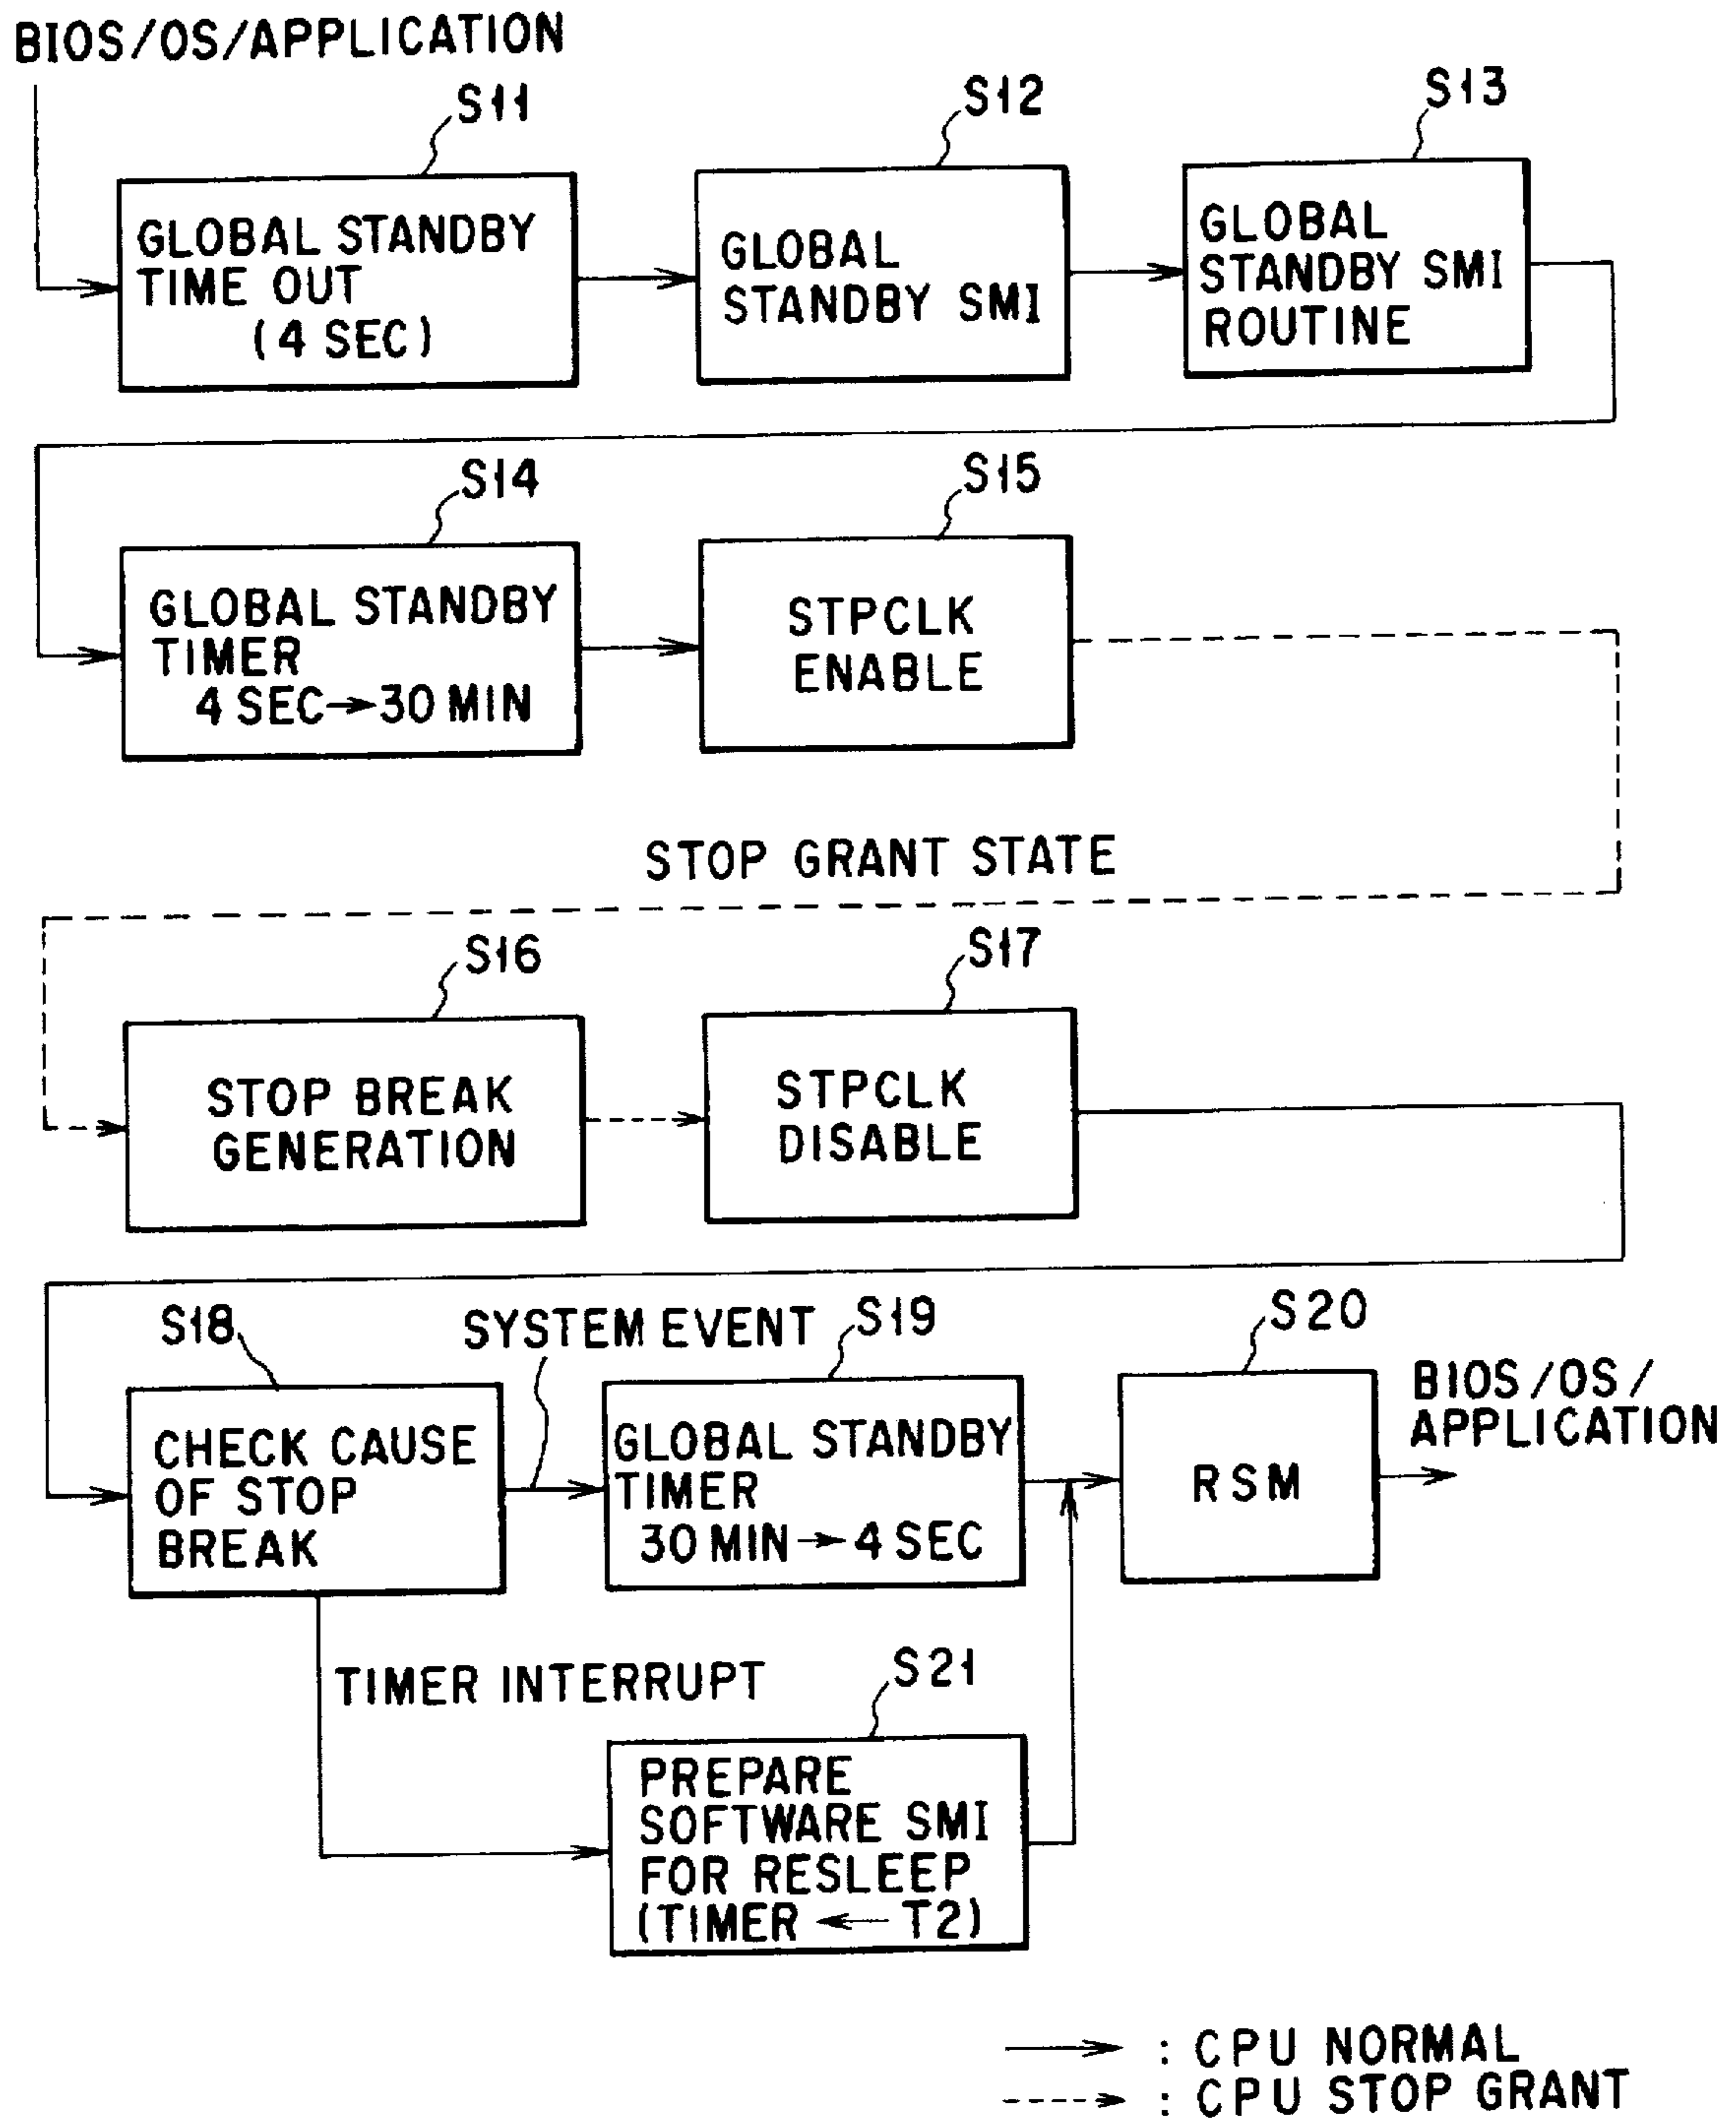 BIOS/OS/APPLICATION
S11
S12
S13
GLOBAL STANDBY
TIME OUT
(4 SEC)
GLOBAL
STANDBY SMI
GLOBAL
STANDBY SMI
ROUTINE
S14
S15
GLOBAL STANDBY
TIMER
4 SEC→30 MIN
STPCLK
ENABLE
STOP GRANT STATE
S16
S17
STOP BREAK
GENERATION
STPCLK
DISABLE
S18
SYSTEM EVENT
S19
S20
CHECK CAUSE
OF STOP
BREAK
GLOBAL STANDBY
TIMER
30 MIN→4 SEC
RSM
BIOS/OS/
APPLICATION
TIMER INTERRUPT
S21
PREPARE
SOFTWARE SMI
FOR RESLEEP
(TIMER ← T2)
: CPU NORMAL
: CPU STOP GRANT